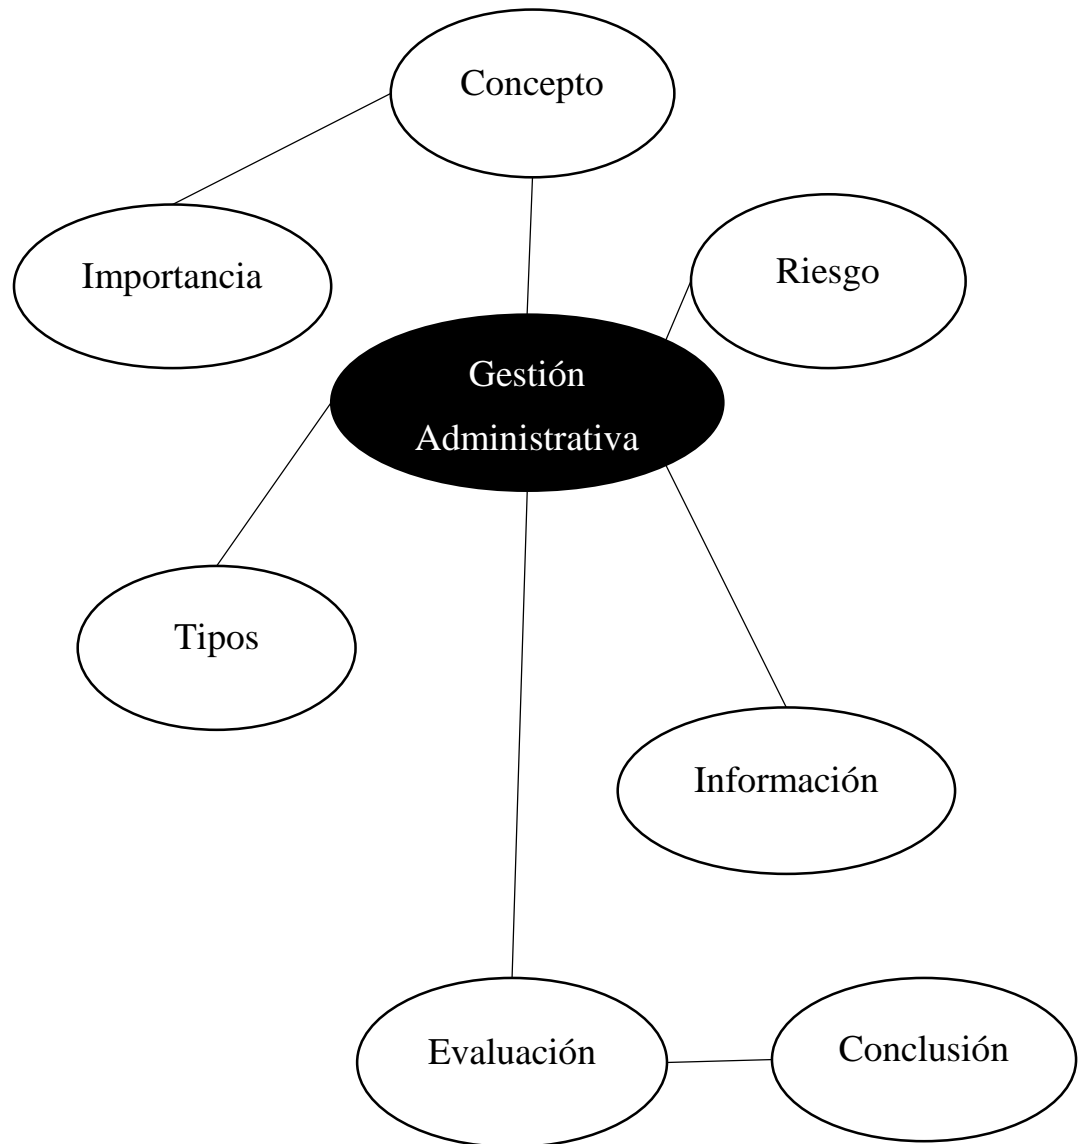 Concepto
Importancia
Riesgo
Gestión
Administrativa
Tipos
Información
Evaluación
Conclusión